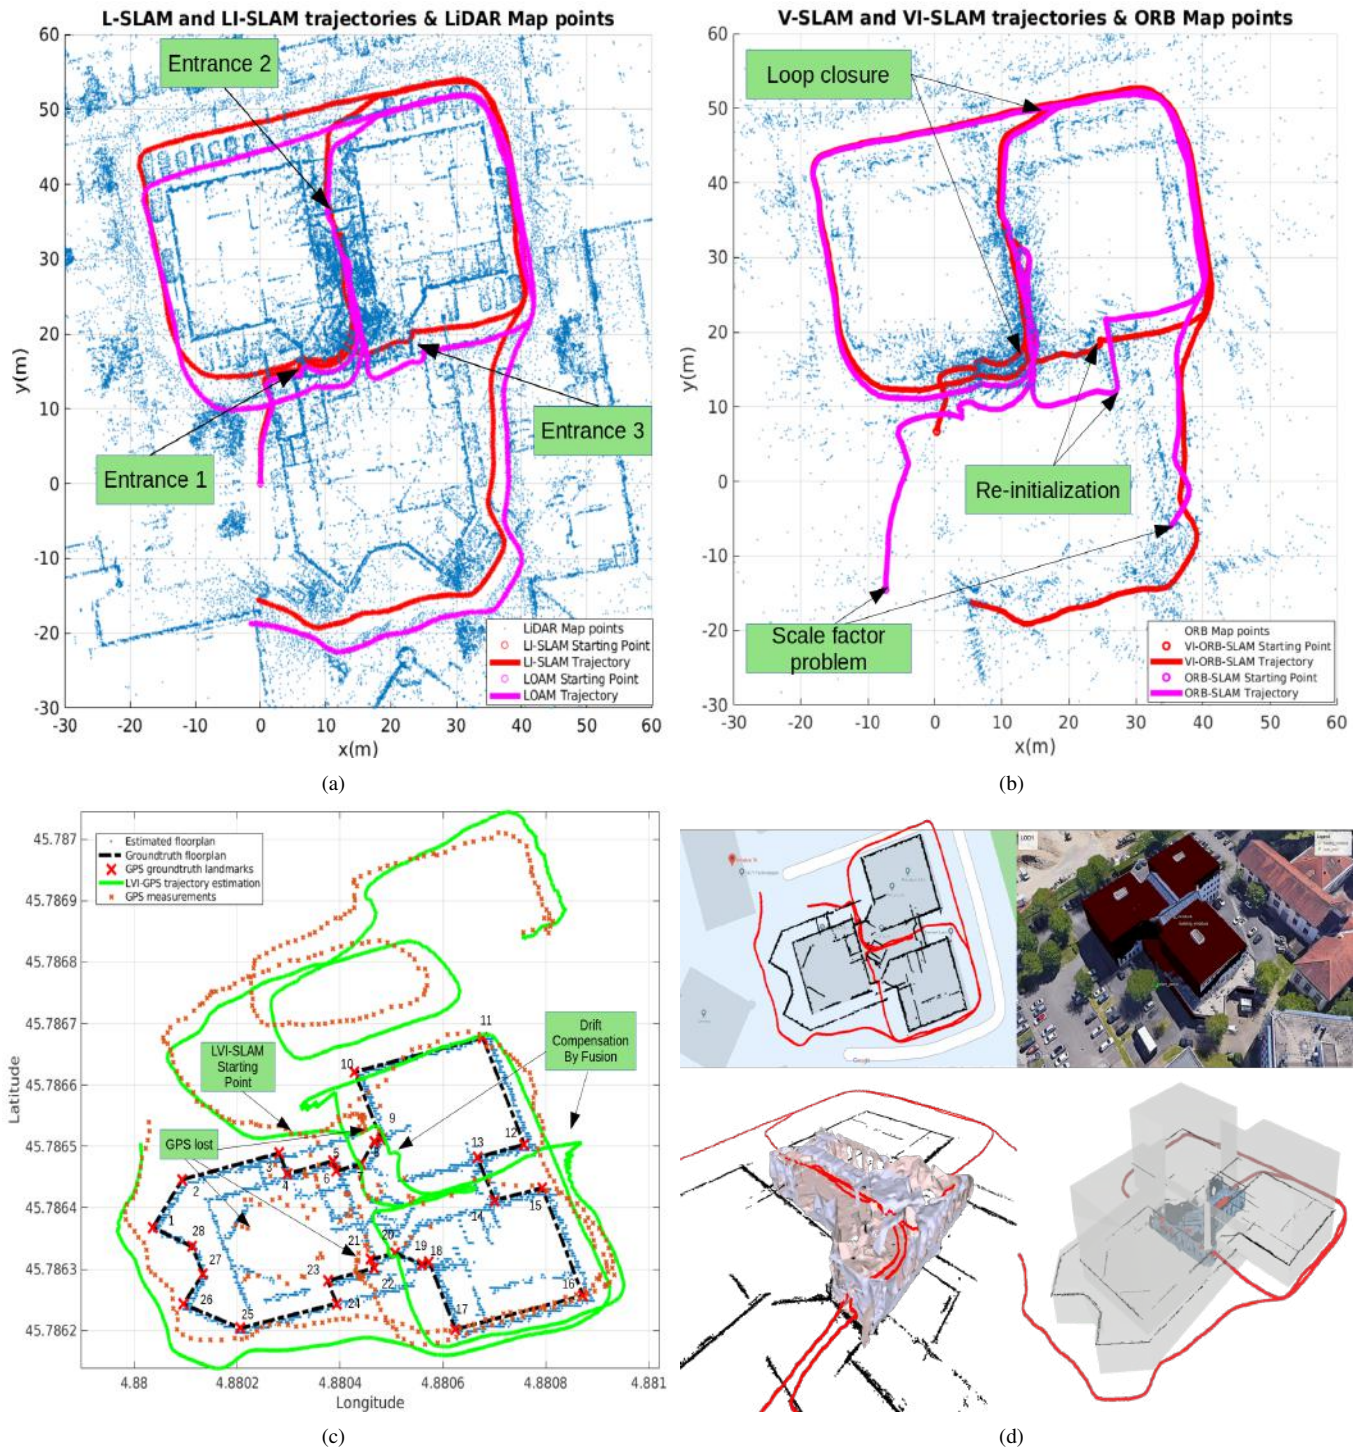 L-SLAM and LI-SLAM trajectories & LiDAR Map points
60
50
40
30
20
10
0
-10
-20
-30
y(m)
Entrance 2
Entrance 3
Entrance 1
LiDAR Map points
LI-SLAM Starting Point
LI-SLAM Trajectory
LOAM Starting Point
LOAM Trajectory
-30 -20 -10 0 10 20 30 40 50 60
x(m)
(a)
V-SLAM and VI-SLAM trajectories & ORB Map points
60
50
40
30
20
10
0
-10
-20
-30
y(m)
Loop closure
Re-initialization
Scale factor
problem
ORB Map points
VI-ORB-SLAM Starting Point
VI-ORB-SLAM Trajectory
ORB-SLAM Starting Point
ORB-SLAM Trajectory
-30 -20 -10 0 10 20 30 40 50 60
x(m)
(b)
45.787
45.7869
45.7868
45.7867
45.7866
45.7865
45.7864
45.7863
45.7862
Latitude
Estimated floorplan
Groundtruth floorplan
GPS groundtruth landmarks
LVI-GPS trajectory estimation
GPS measurements
LVI-SLAM
Starting
Point
Drift
Compensation
By Fusion
GPS lost
1
2
3
4
5
6
7
8
9
10
11
12
13
14
15
16
17
18
19
20
21
22
23
24
25
26
27
28
4.88 4.8802 4.8804 4.8806 4.8808 4.881
Longitude
(c)
Google
LOD1
Legend
(d)